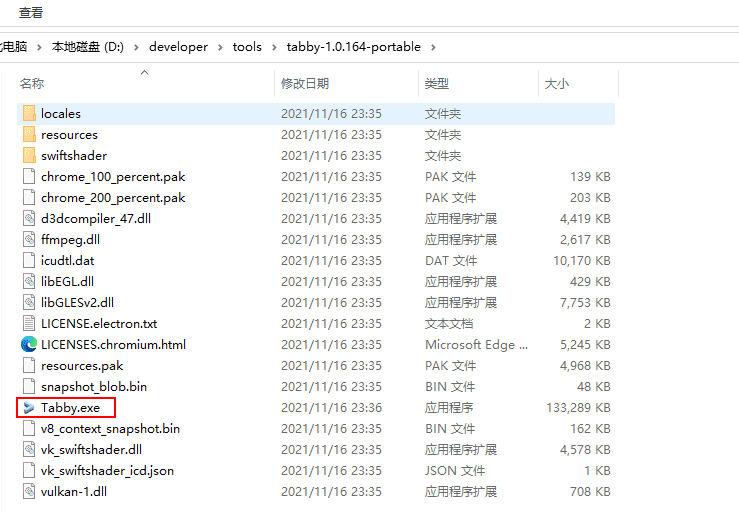 查看
电脑 > 本地磁盘 (D:) > developer > tools > tabby-1.0.164-portable >
名称 修改日期 类型 大小
locales 2021/11/16 23:35 文件夹
resources 2021/11/16 23:35 文件夹
swiftshader 2021/11/16 23:35 文件夹
chrome_100_percent.pak 2021/11/16 23:35 PAK 文件 139 KB
chrome_200_percent.pak 2021/11/16 23:35 PAK 文件 203 KB
d3dcompiler_47.dll 2021/11/16 23:35 应用程序扩展 4,419 KB
ffmpeg.dll 2021/11/16 23:35 应用程序扩展 2,617 KB
icudtl.dat 2021/11/16 23:35 DAT 文件 10,170 KB
libEGL.dll 2021/11/16 23:35 应用程序扩展 429 KB
libGLESv2.dll 2021/11/16 23:35 应用程序扩展 7,753 KB
LICENSE.electron.txt 2021/11/16 23:35 文本文档 2 KB
LICENSES.chromium.html 2021/11/16 23:35 Microsoft Edge ... 5,245 KB
resources.pak 2021/11/16 23:35 PAK 文件 4,968 KB
snapshot_blob.bin 2021/11/16 23:35 BIN 文件 48 KB
Tabby.exe 2021/11/16 23:36 应用程序 133,289 KB
v8_context_snapshot.bin 2021/11/16 23:35 BIN 文件 162 KB
vk_swiftshader.dll 2021/11/16 23:35 应用程序扩展 4,578 KB
vk_swiftshader_icd.json 2021/11/16 23:35 JSON 文件 1 KB
vulkan-1.dll 2021/11/16 23:35 应用程序扩展 708 KB